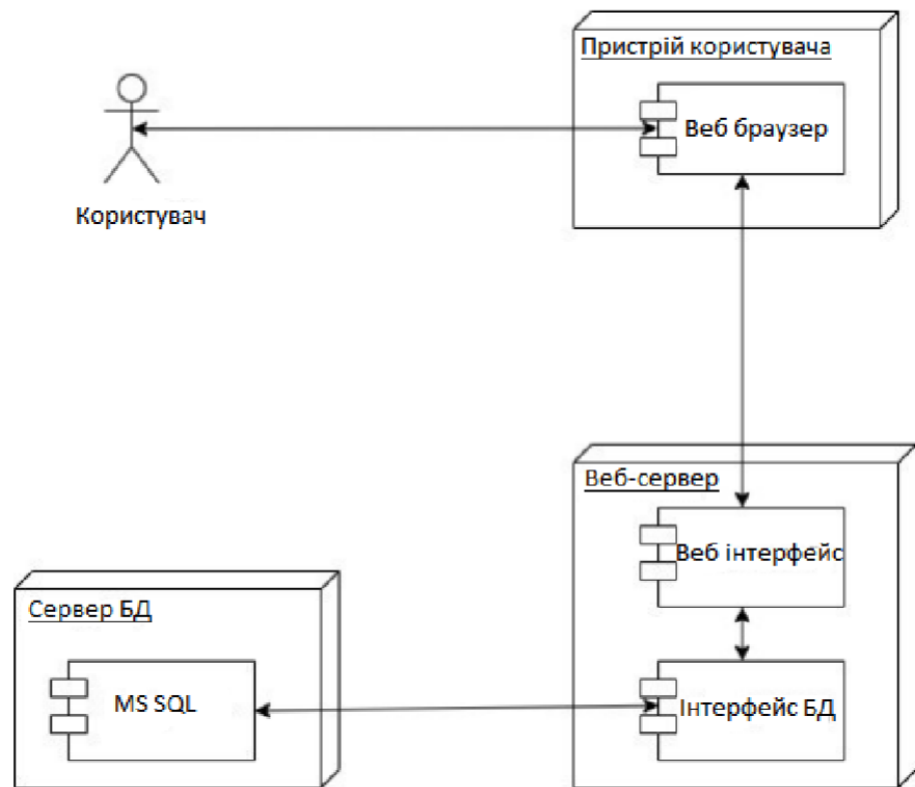 Пристрій користувача
Веб браузер
Користувач
Веб-сервер
Веб інтерфейс
Сервер БД
MS SQL
Інтерфейс БД